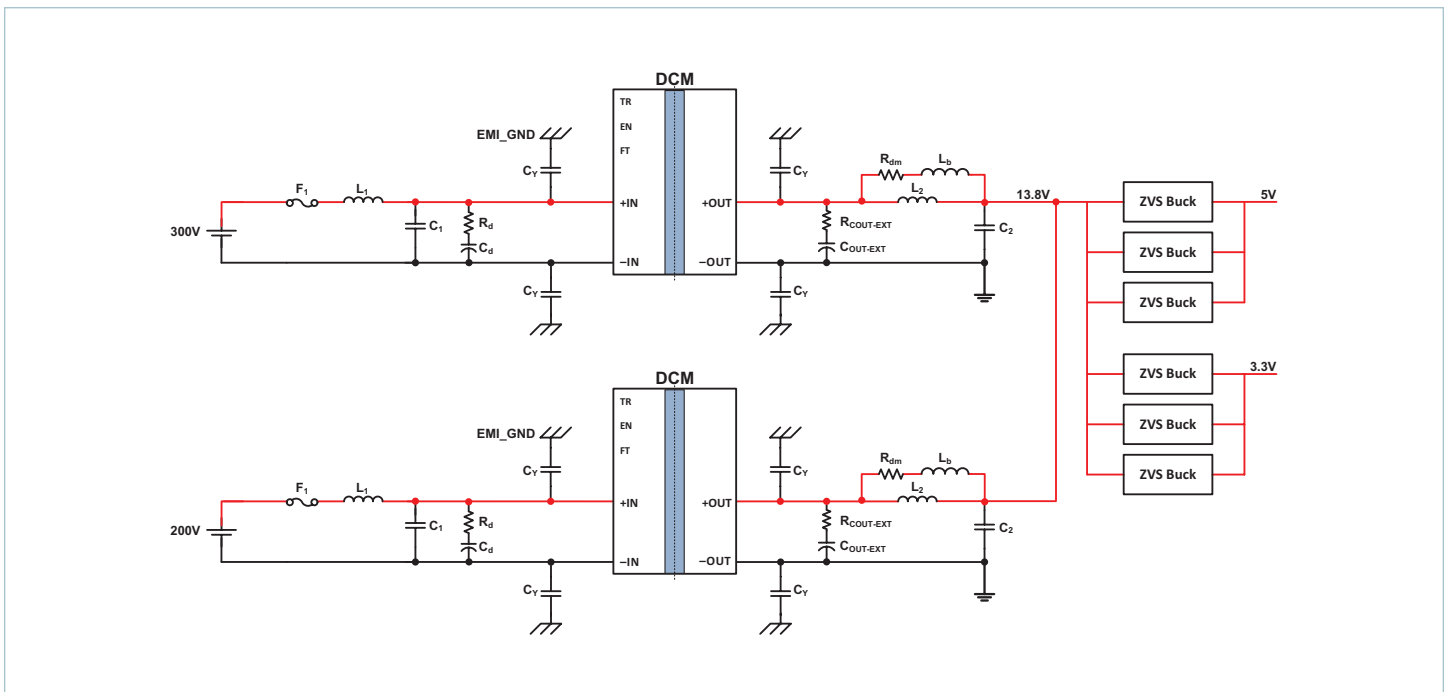 DCM
TR
EN
FT
EMI_GND
CY
CY
F1
L1
Rdm
Lb
L2
+IN
+OUT
13.8V
ZVS Buck
5V
300V
C1
Rd
Cd
RCOUT-EXT
COUT-EXT
C2
ZVS Buck
–IN
–OUT
CY
CY
ZVS Buck
ZVS Buck
3.3V
DCM
TR
EN
FT
EMI_GND
CY
CY
ZVS Buck
Rdm
Lb
ZVS Buck
F1
L1
L2
+IN
+OUT
200V
C1
Rd
Cd
RCOUT-EXT
COUT-EXT
C2
–IN
–OUT
CY
CY